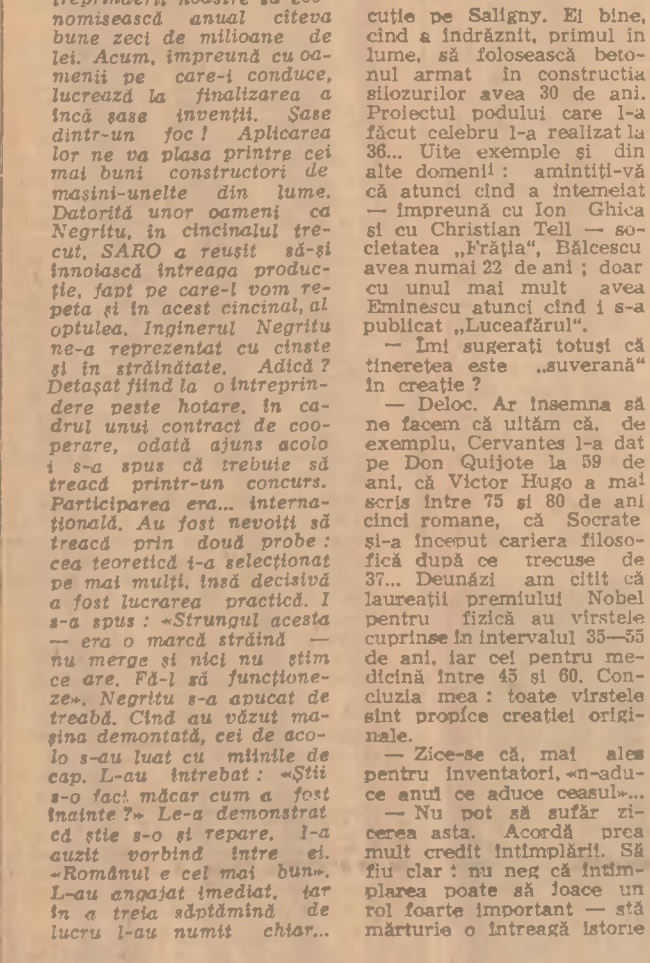 treprinderii noastre să eco-
nomisească anual cîteva
bune zeci de milioane de
lei. Acum, împreună cu oa-
menii pe care-i conduce,
lucrează la finalizarea a
încă șase invenții. Șase
dintr-un foc ! Aplicarea
lor ne va plasa printre cei
mai buni constructori de
mașini-unelte din lume.
Datorită unor oameni ca
Negritu, în cincinalul tre-
cut, SARO a reușit să-și
înnoiască întreaga produc-
ție, fapt pe care-l vom re-
peta și în acest cincinal, al
optulea. Inginerul Negritu
ne-a reprezentat cu cinste
și în străinătate. Adică ?
Detașat fiind la o întreprin-
dere peste hotare, în ca-
drul unui contract de coo-
perare, odată ajuns acolo
i s-a spus că trebuie să
treacă printr-un concurs.
Participarea era... interna-
țională. Au fost nevoiți să
treacă prin două probe :
cea teoretică i-a selecționat
pe mai mulți, însă decisivă
a fost lucrarea practică. I
s-a spus : «Strungul acesta
— era o marcă străină —
nu merge și nici nu știm
ce are. Fă-l să funcțione-
ze». Negritu s-a apucat de
treabă. Cînd au văzut ma-
șina demontată, cei de aco-
lo s-au luat cu mîinile de
cap. L-au întrebat : «Știi
s-o faci măcar cum a fost
înainte ?» Le-a demonstrat
că știe s-o și repare. I-a
auzit vorbind între ei.
«Românul e cel mai bun».
L-au angajat imediat, iar
în a treia săptămînă de
lucru l-au numit chiar...
cuție pe Saligny. Ei bine,
cînd a îndrăznit, primul în
lume, să folosească beto-
nul armat în construcția
silozurilor avea 30 de ani.
Proiectul podului care l-a
făcut celebru l-a realizat la
36... Uite exemple și din
alte domenii : amintiți-vă
că atunci cînd a întemeiat
— împreună cu Ion Ghica
și cu Christian Tell — so-
cietatea „Frăția“, Bălcescu
avea numai 22 de ani ; doar
cu unul mai mult avea
Eminescu atunci cînd i s-a
publicat „Luceafărul“.
— Îmi sugerați totuși că
tinerețea este „suverană“
în creație ?
— Deloc. Ar însemna să
ne facem că uităm că, de
exemplu, Cervantes l-a dat
pe Don Quijote la 59 de
ani, că Victor Hugo a mai
scris între 75 și 80 de ani
cinci romane, că Socrate
și-a început cariera filoso-
fică după ce trecuse de
37... Deunăzi am citit că
laureații premiului Nobel
pentru fizică au vîrstele
cuprinse în intervalul 35—55
de ani, iar cei pentru me-
dicină între 45 și 60. Con-
cluzia mea : toate vîrstele
sînt propice creației origi-
nale.
— Zice-se că, mai ales
pentru inventatori, «n-adu-
ce anul ce aduce ceasul»...
— Nu pot să sufăr zi-
cerea asta. Acordă prea
mult credit întîmplării. Să
fiu clar : nu neg că întîm-
plarea poate să joace un
rol foarte important — stă
mărturie o întreagă istorie